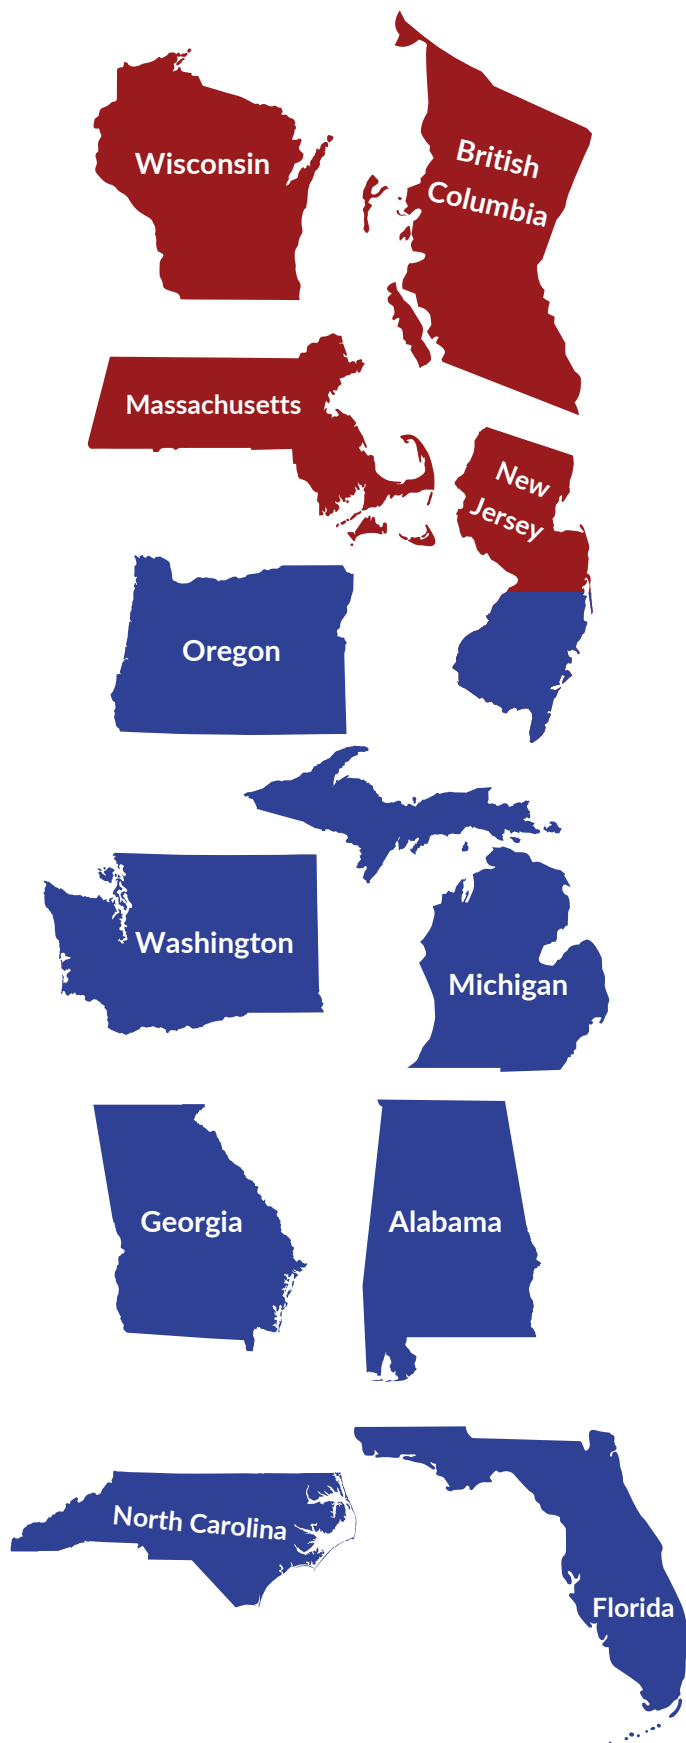 Wisconsin
British
Columbia
Massachusetts
New
Jersey
Oregon
Washington
Michigan
Georgia
Alabama
North Carolina
Florida